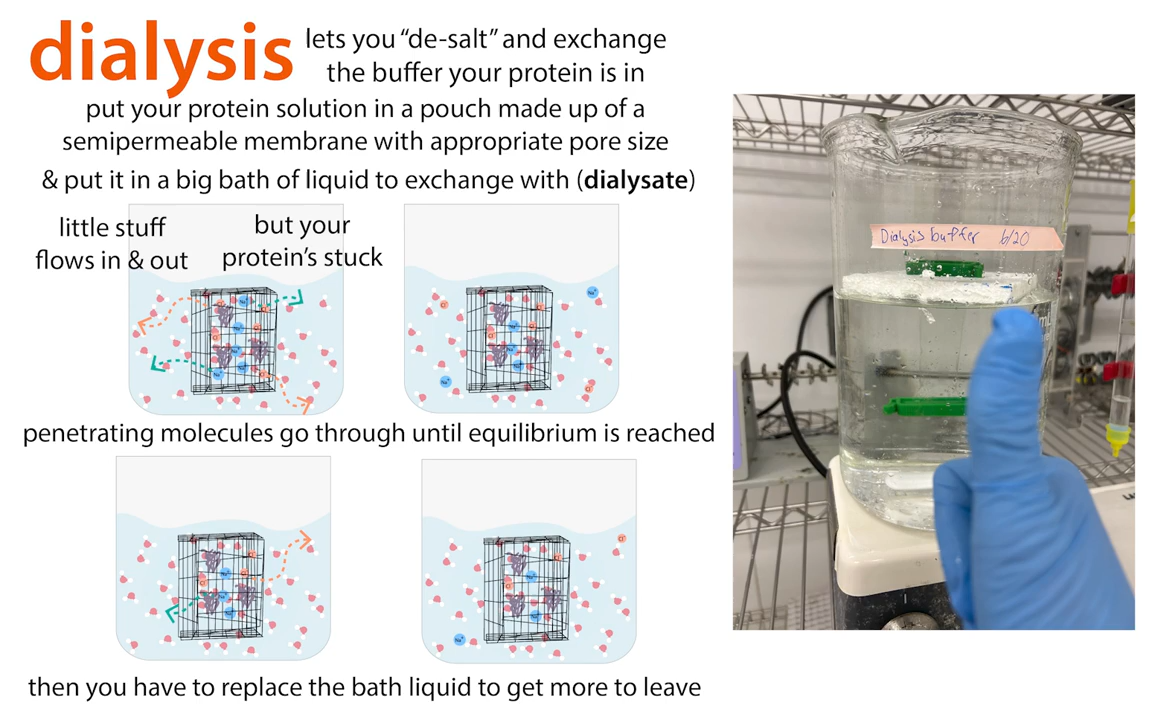 dialysis lets you “de-salt” and exchange
the buffer your protein is in
put your protein solution in a pouch made up of a
semipermeable membrane with appropriate pore size
& put it in a big bath of liquid to exchange with (dialysate)
little stuff
flows in & out
but your
protein’s stuck
penetrating molecules go through until equilibrium is reached
then you have to replace the bath liquid to get more to leave
Dialysis buffer 6/20
mL